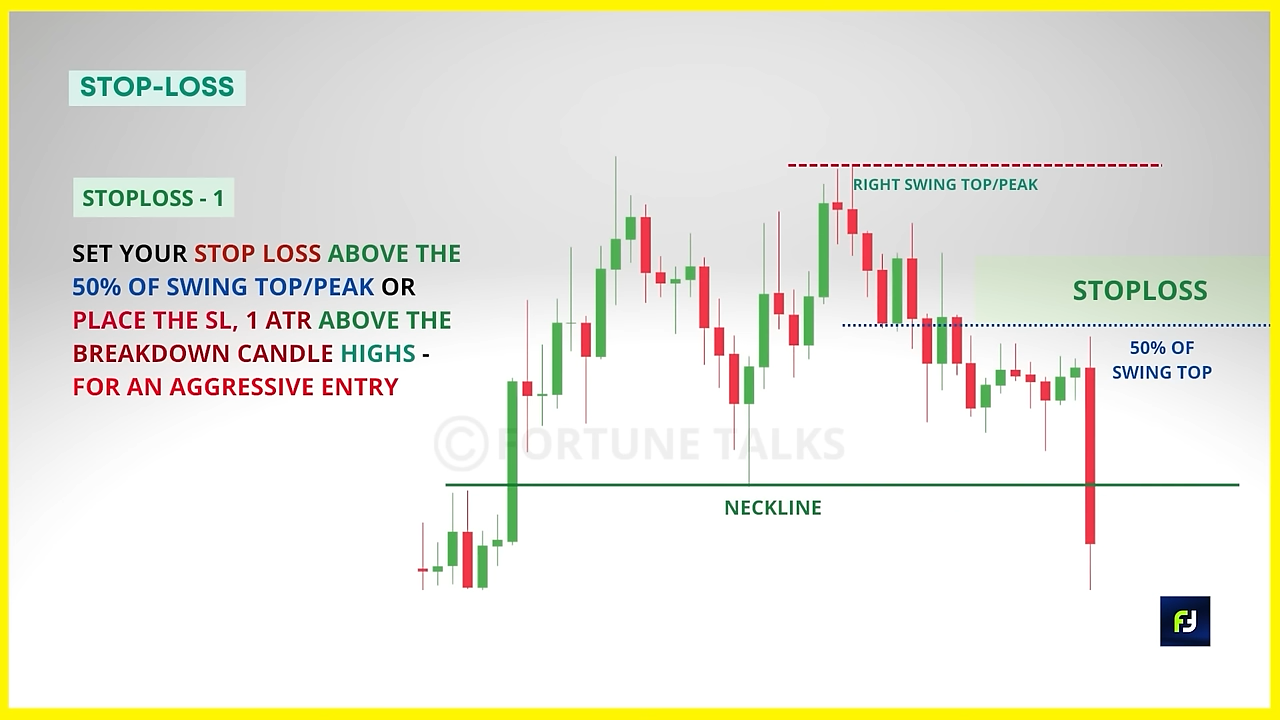 STOP-LOSS
STOPLOSS - 1
SET YOUR STOP LOSS ABOVE THE
50% OF SWING TOP/PEAK OR
PLACE THE SL, 1 ATR ABOVE THE
BREAKDOWN CANDLE HIGHS -
FOR AN AGGRESSIVE ENTRY
RIGHT SWING TOP/PEAK
STOPLOSS
50% OF
SWING TOP
© FORTUNE TALKS
NECKLINE